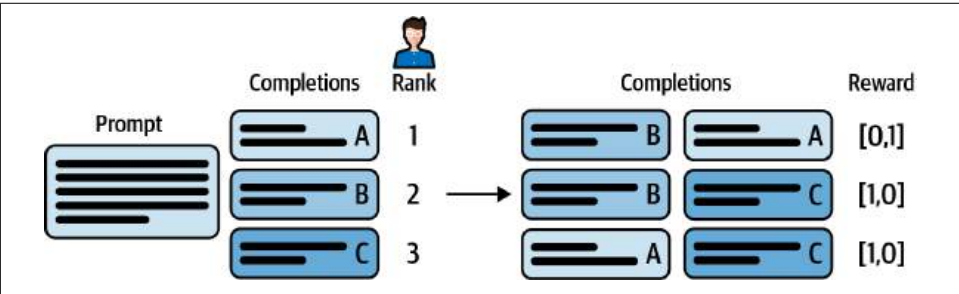 Completions Rank Completions Reward
Prompt
A 1 B A [0,1]
B 2 B C [1,0]
C 3 A C [1,0]